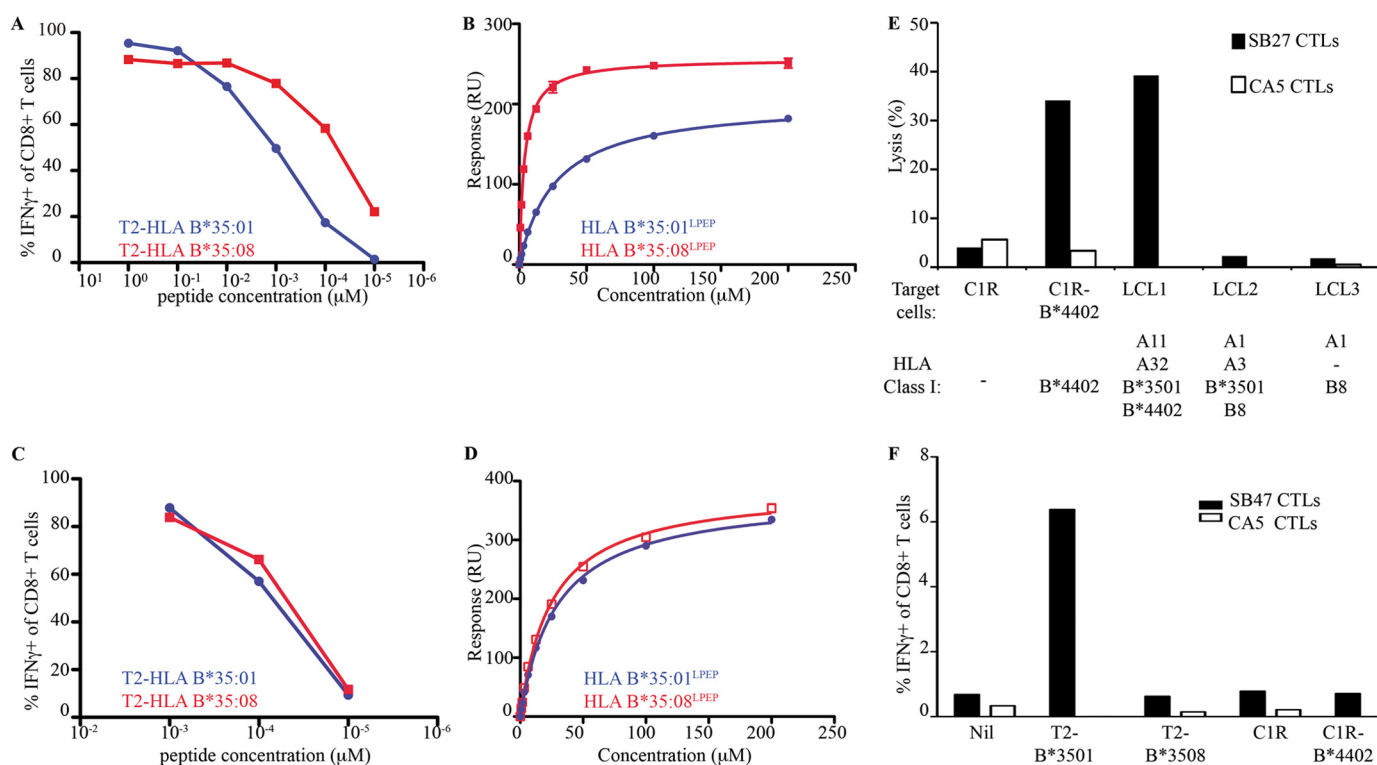 A
% IFNγ+ of CD8+ T cells
100
80
60
40
20
0
T2-HLA B*35:01
T2-HLA B*35:08
10¹ 10⁰ 10⁻¹ 10⁻² 10⁻³ 10⁻⁴ 10⁻⁵ 10⁻⁶
peptide concentration (µM)
B
Response (RU)
300
200
100
0
HLA B*35:01ᴸᴾᴱᴾ
HLA B*35:08ᴸᴾᴱᴾ
0 50 100 150 200
Concentration (µM)
C
% IFNγ+ of CD8+ T cells
100
80
60
40
20
0
T2-HLA B*35:01
T2-HLA B*35:08
10⁻² 10⁻³ 10⁻⁴ 10⁻⁵ 10⁻⁶
peptide concentration (µM)
D
Response (RU)
400
300
200
100
0
HLA B*35:01ᴸᴾᴱᴾ
HLA B*35:08ᴸᴾᴱᴾ
0 50 100 150 200
Concentration (µM)
E
Lysis (%)
50
40
30
20
10
0
SB27 CTLs
CA5 CTLs
Target C1R C1R- LCL1 LCL2 LCL3
cells: B*4402
A11 A1 A1
HLA A32 A3 -
Class I: - B*4402 B*3501 B*3501 B8
B*4402 B8
F
% IFNγ+ of CD8+ T cells
8
6
4
2
0
SB47 CTLs
CA5 CTLs
Nil T2- T2- C1R C1R-
B*3501 B*3508 B*4402